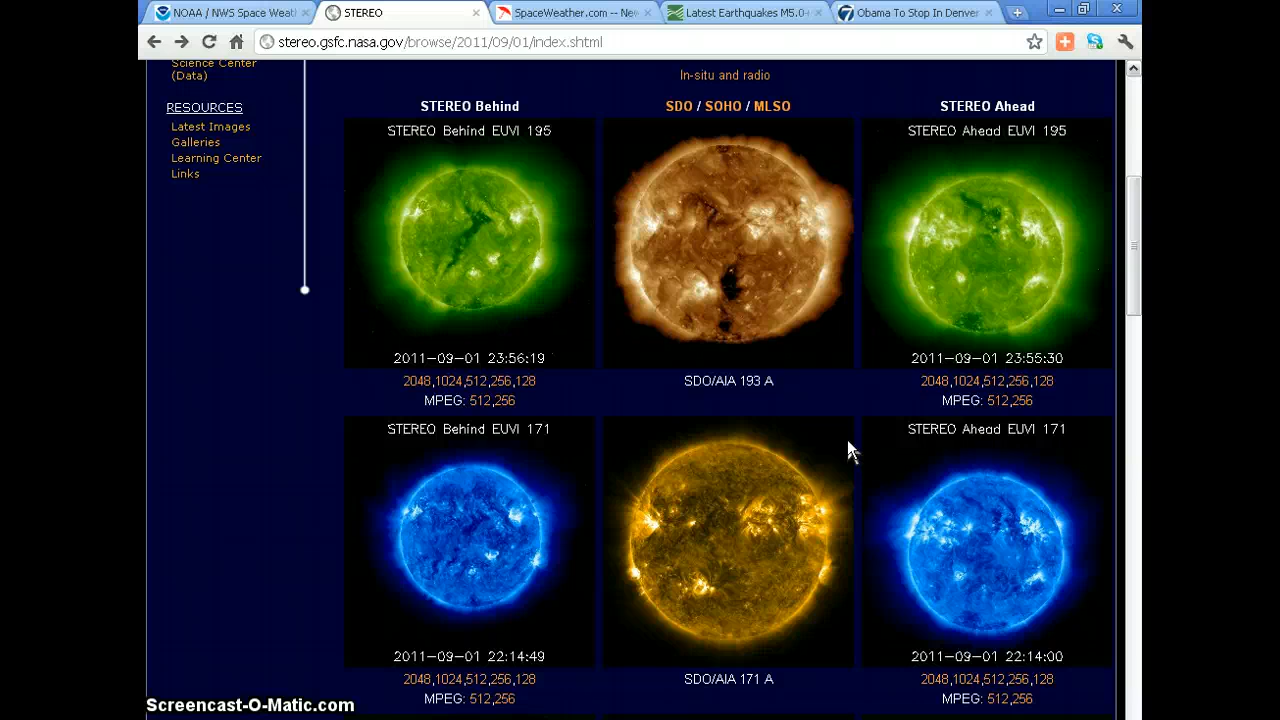 NOAA / NWS Space Weath
STEREO
SpaceWeather.com -- New
Latest Earthquakes M5.0+
Obama To Stop In Denver
stereo.gsfc.nasa.gov/browse/2011/09/01/index.shtml
Science Center
(Data)
RESOURCES
Latest Images
Galleries
Learning Center
Links
In-situ and radio
STEREO Behind
SDO / SOHO / MLSO
STEREO Ahead
STEREO Behind EUVI 195
STEREO Ahead EUVI 195
2011-09-01 23:56:19
2011-09-01 23:55:30
2048,1024,512,256,128
SDO/AIA 193 A
2048,1024,512,256,128
MPEG: 512,256
MPEG: 512,256
STEREO Behind EUVI 171
STEREO Ahead EUVI 171
2011-09-01 22:14:49
2011-09-01 22:14:00
2048,1024,512,256,128
SDO/AIA 171 A
2048,1024,512,256,128
MPEG: 512,256
MPEG: 512,256
Screencast-O-Matic.com